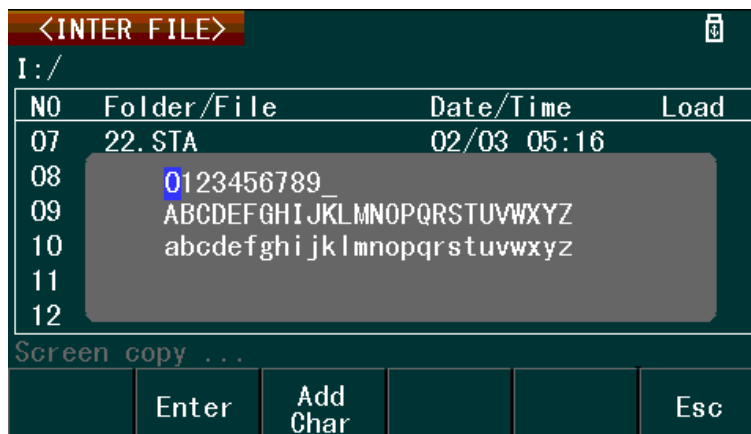 <INTER FILE>
I:/
NO Folder/File Date/Time Load
07 22.STA 02/03 05:16
08
0123456789_
09
ABCDEFGHIJKLMNOPQRSTUVWXYZ
10
abcdefghijklmnopqrstuvwxyz
11
12
Screen copy ...
Enter Add Char Esc